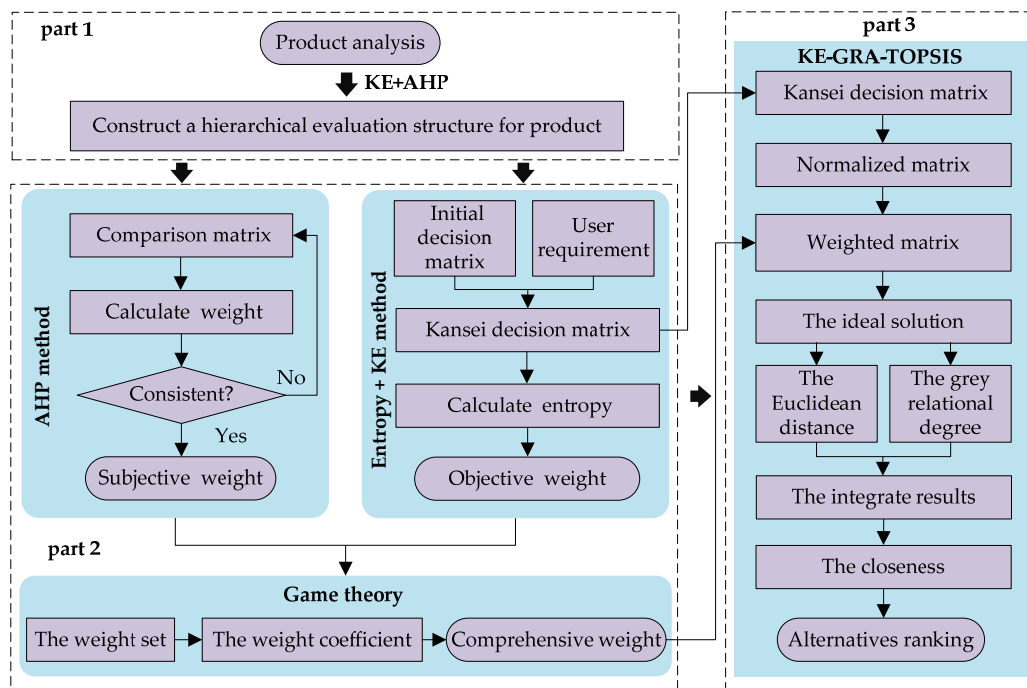 part 1
Product analysis
KE+AHP
Construct a hierarchical evaluation structure for product
AHP method
Comparison matrix
Calculate weight
Consistent?
No
Yes
Subjective weight
Entropy + KE method
Initial
decision
matrix
User
requirement
Kansei decision matrix
Calculate entropy
Objective weight
part 2
Game theory
The weight set
The weight coefficient
Comprehensive weight
part 3
KE-GRA-TOPSIS
Kansei decision matrix
Normalized matrix
Weighted matrix
The ideal solution
The
Euclidean
distance
The grey
relational
degree
The integrate results
The closeness
Alternatives ranking